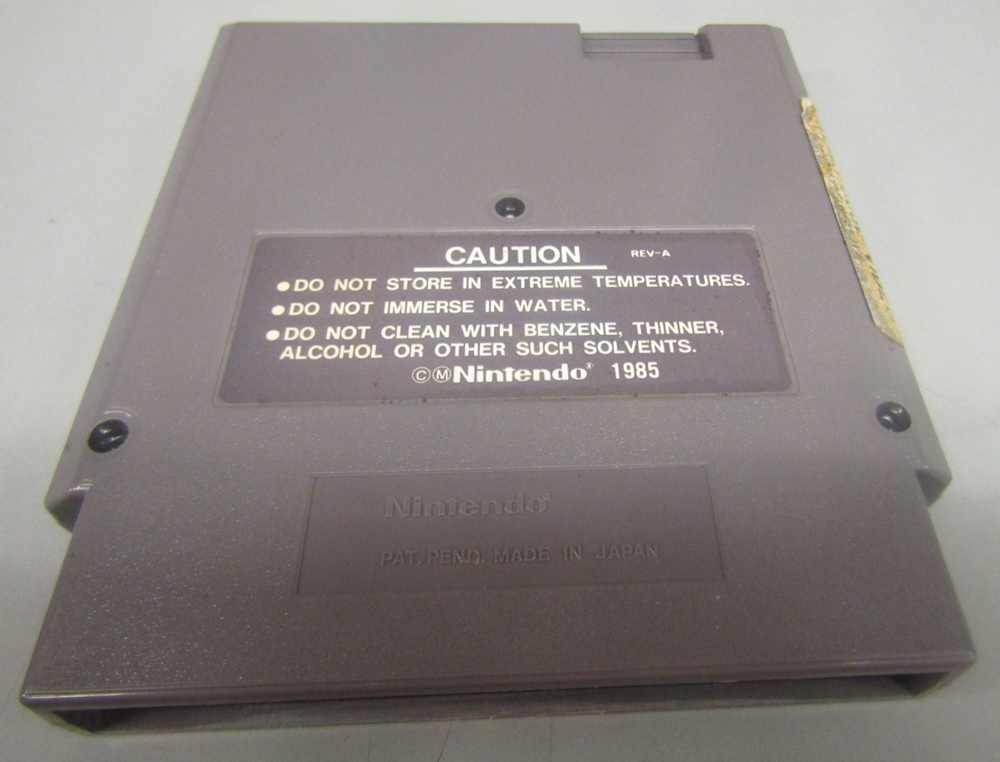 CAUTION REV-A
●DO NOT STORE IN EXTREME TEMPERATURES.
●DO NOT IMMERSE IN WATER.
●DO NOT CLEAN WITH BENZENE, THINNER,
ALCOHOL OR OTHER SUCH SOLVENTS.
ⒸⓂNintendo® 1985
Nintendo®
PAT. PEND. MADE IN JAPAN